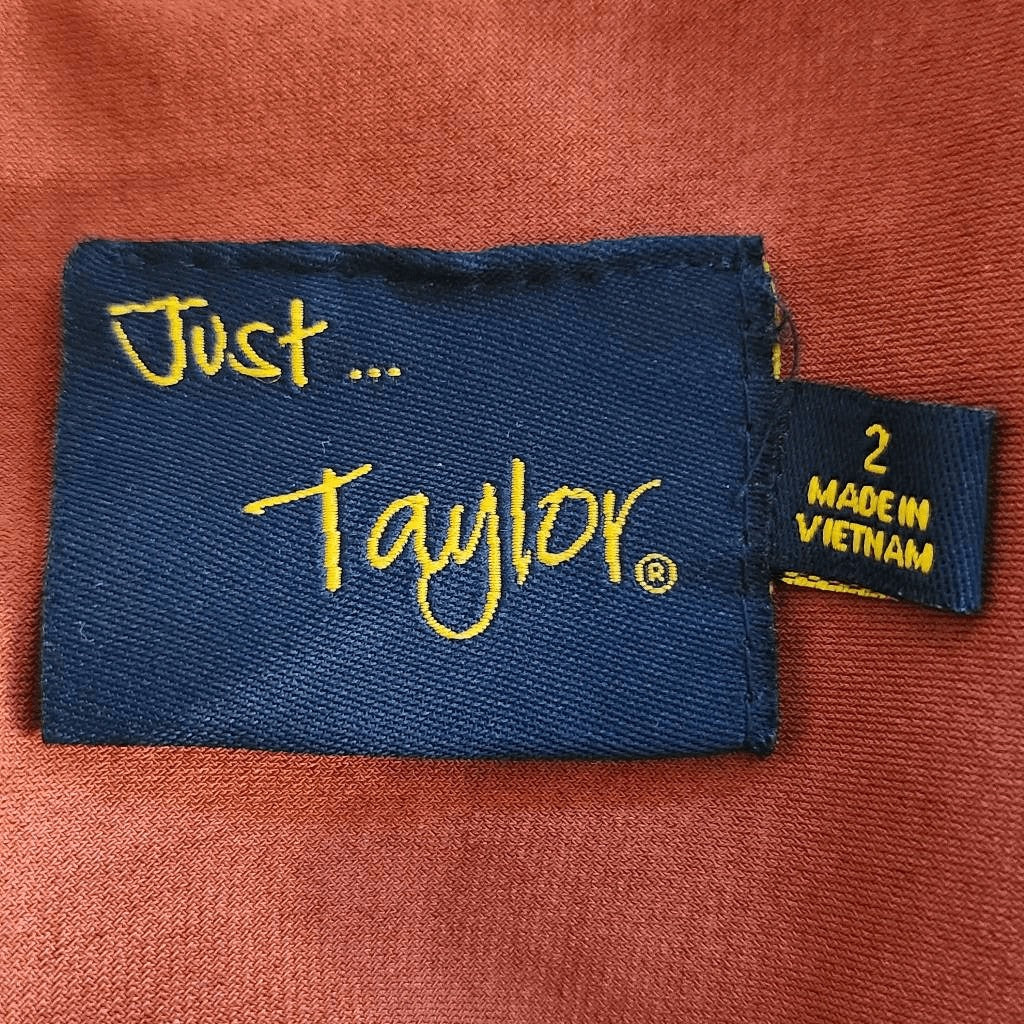 Just ...
Taylor®
2
MADE IN
VIETNAM